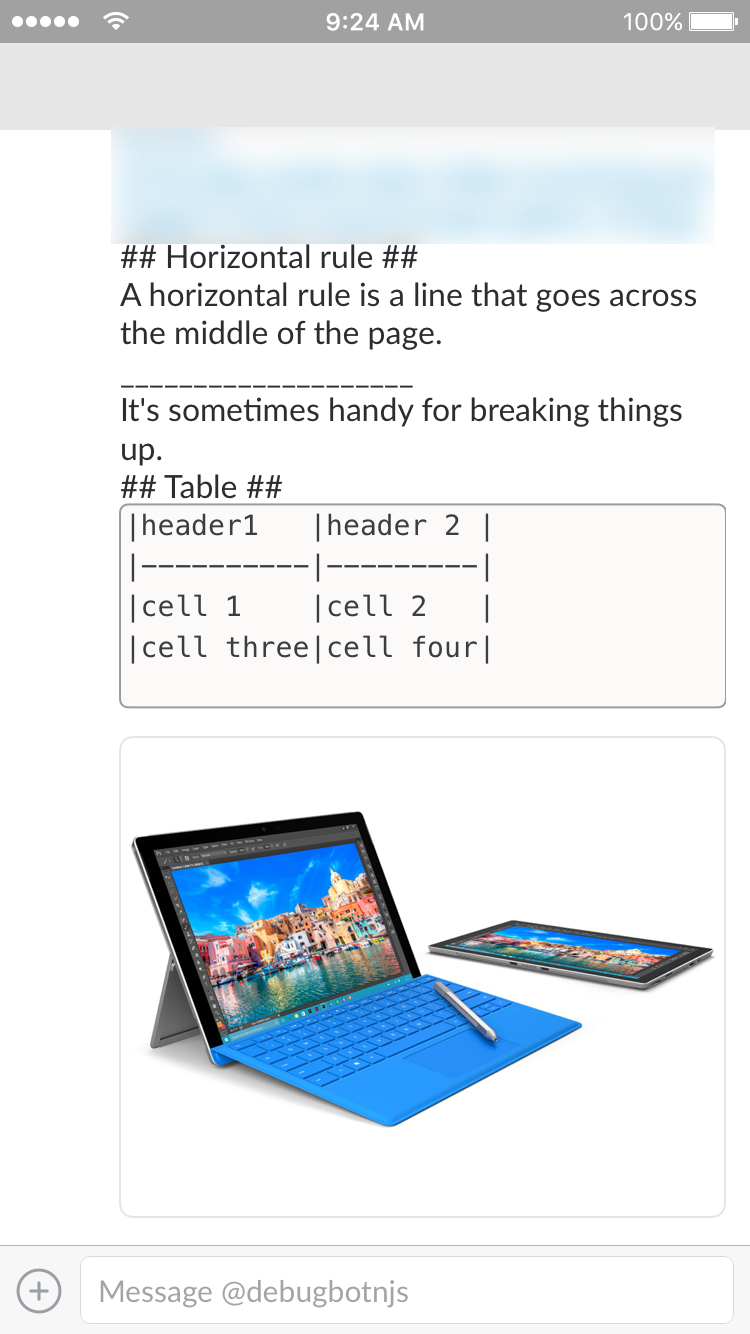 9:24 AM
100%
## Horizontal rule ##
A horizontal rule is a line that goes across
the middle of the page.
____________________
It's sometimes handy for breaking things
up.
## Table ##
|header1   |header 2 |
|----------|---------|
|cell 1    |cell 2   |
|cell three|cell four|
Message @debugbotnjs